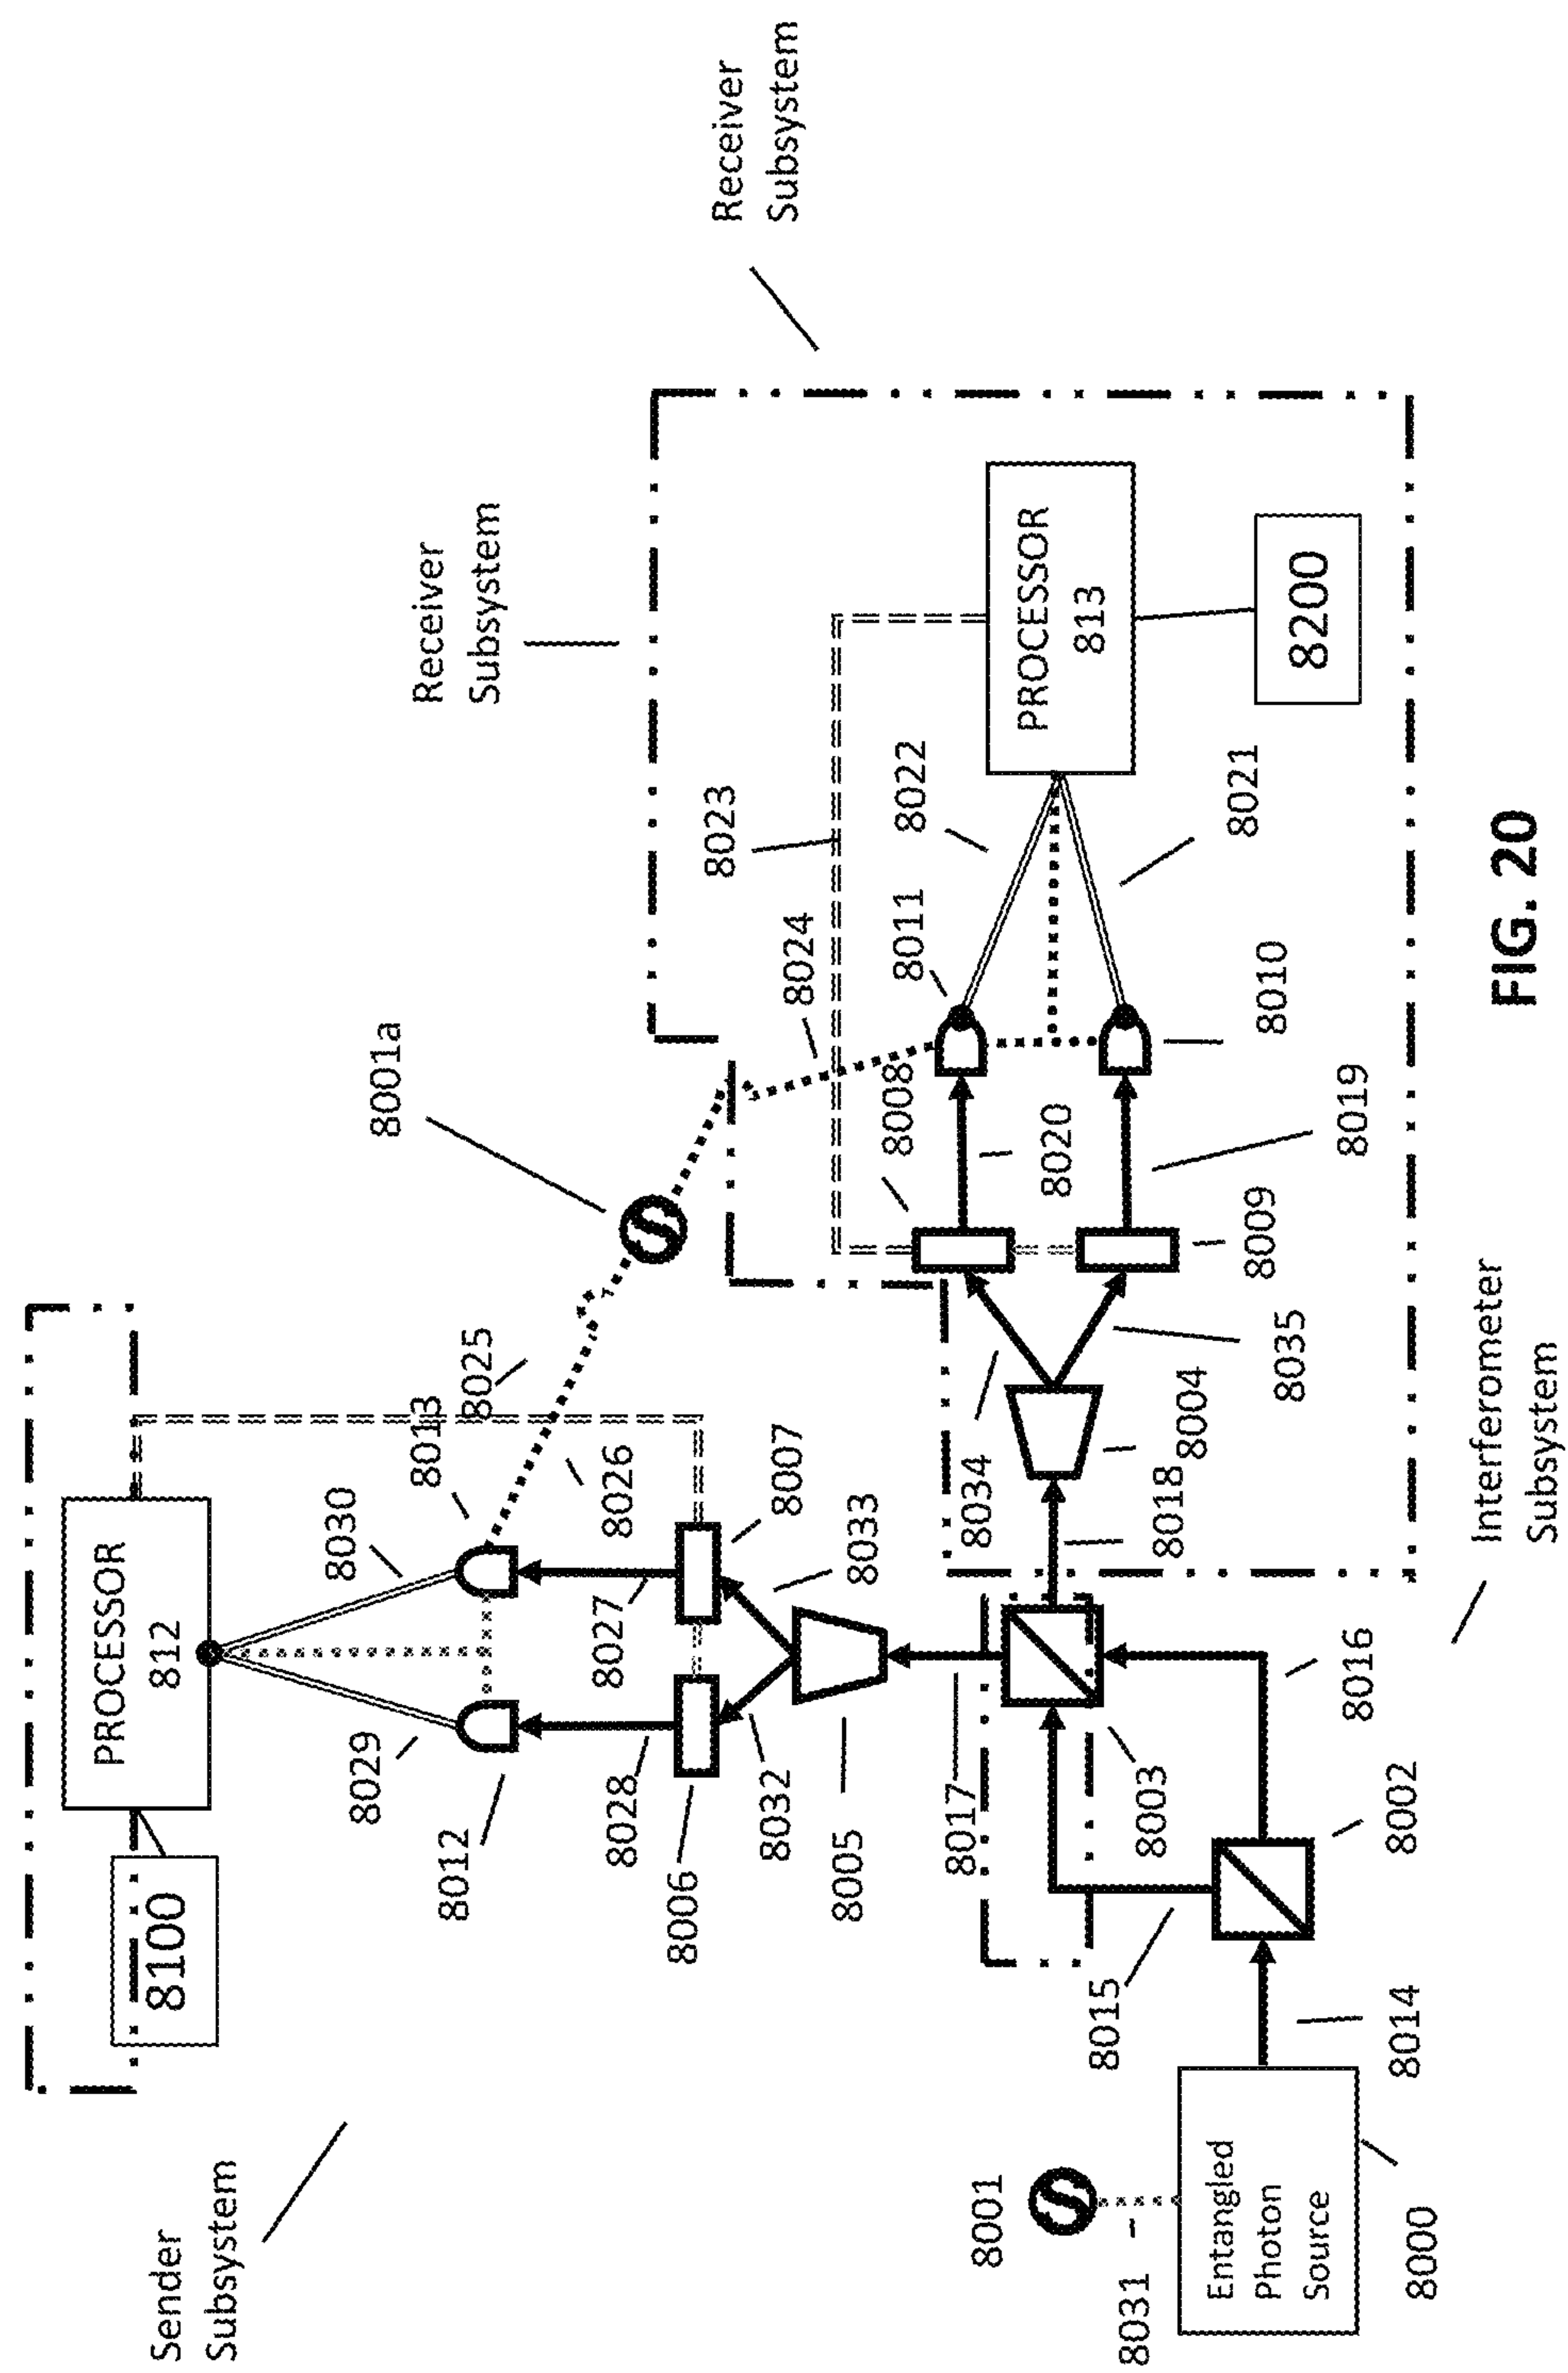 Sender
Subsystem
8100
PROCESSOR
812
8029
8030
8012
8013
8025
8026
8028
8027
8006
8007
8032
8033
8005
8017
8001a
Receiver
Subsystem
Receiver
Subsystem
8023
8024
8008
8011
8022
PROCESSOR
813
8200
8020
8021
8010
8019
8009
8034
8035
8004
8018
8003
8015
8016
8002
8014
8001
8031
Entangled
Photon
Source
8000
Interferometer
Subsystem
FIG. 20